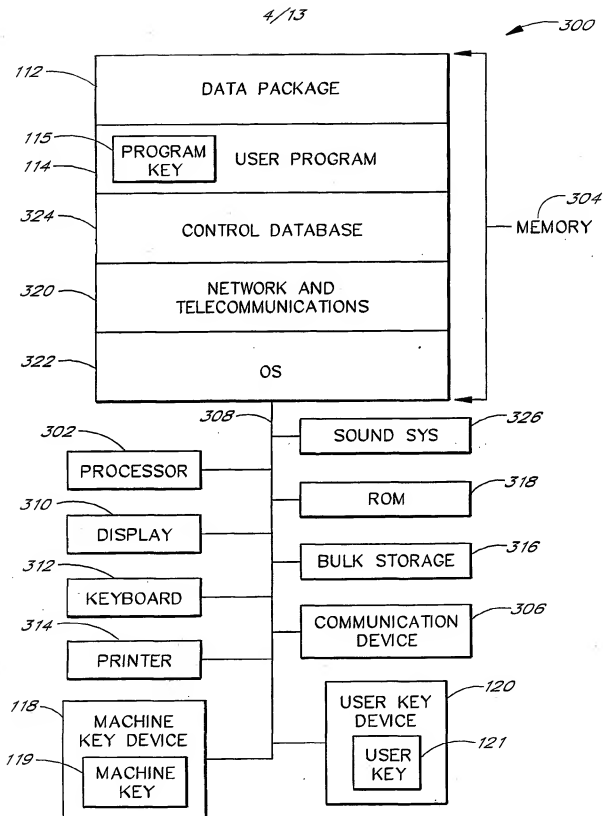 4/13
300
112
DATA PACKAGE
115
PROGRAM
KEY
USER PROGRAM
114
324
CONTROL DATABASE
304
MEMORY
320
NETWORK AND
TELECOMMUNICATIONS
322
OS
308
302
PROCESSOR
SOUND SYS
326
310
DISPLAY
ROM
318
312
KEYBOARD
BULK STORAGE
316
314
PRINTER
COMMUNICATION
DEVICE
306
118
MACHINE
KEY DEVICE
119
MACHINE
KEY
USER KEY
DEVICE
120
USER
KEY
121